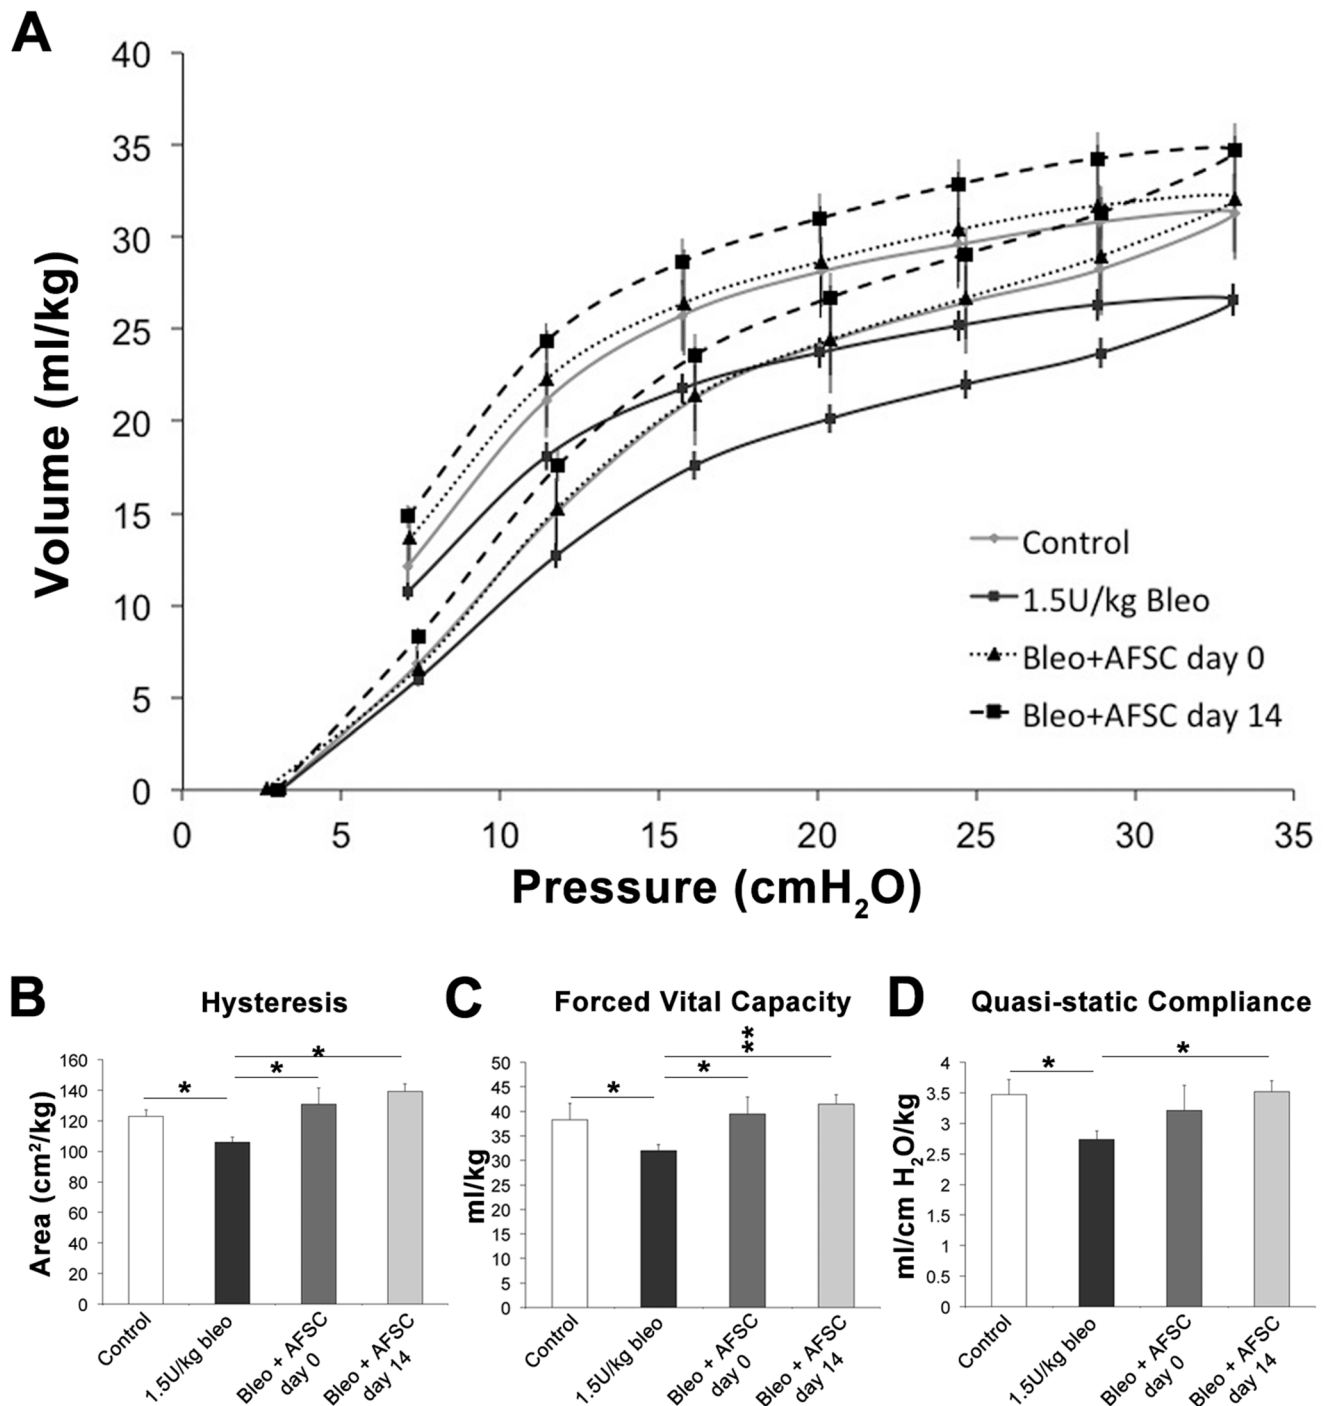 A
40
35
30
25
20
15
10
5
0
Volume (ml/kg)
0 5 10 15 20 25 30 35
Pressure (cmH2O)
Control
1.5U/kg Bleo
Bleo+AFSC day 0
Bleo+AFSC day 14
B
Hysteresis
160
140
120
100
80
60
40
20
0
Area (cm²/kg)
* * *
Control
1.5U/kg bleo
Bleo + AFSC
day 0
Bleo + AFSC
day 14
C
Forced Vital Capacity
50
45
40
35
30
25
20
15
10
5
0
ml/kg
* * **
Control
1.5U/kg bleo
Bleo + AFSC
day 0
Bleo + AFSC
day 14
D
Quasi-static Compliance
4
3.5
3
2.5
2
1.5
1
0.5
0
ml/cm H2O/kg
* *
Control
1.5U/kg bleo
Bleo + AFSC
day 0
Bleo + AFSC
day 14